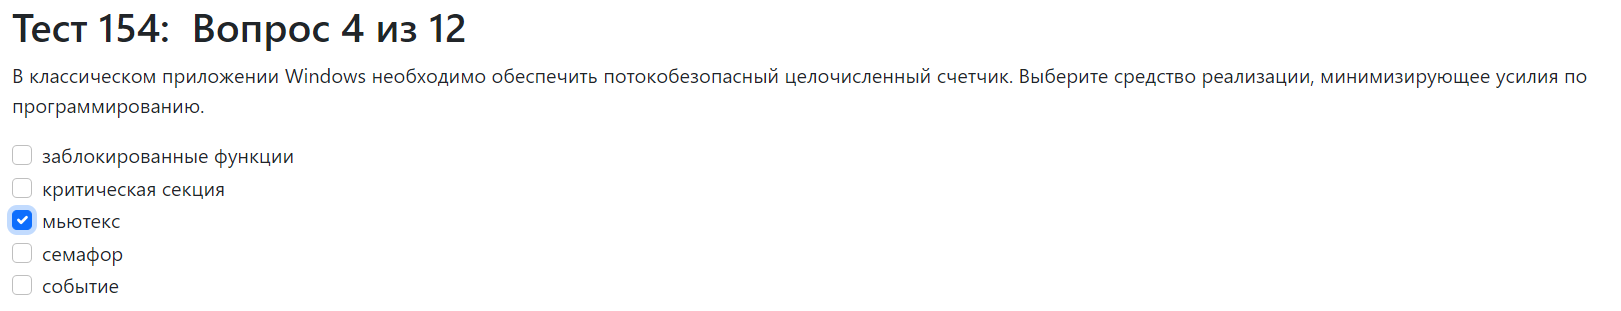 Тест 154:  Вопрос 4 из 12
В классическом приложении Windows необходимо обеспечить потокобезопасный целочисленный счетчик. Выберите средство реализации, минимизирующее усилия по
программированию.
заблокированные функции
критическая секция
мьютекс
семафор
событие